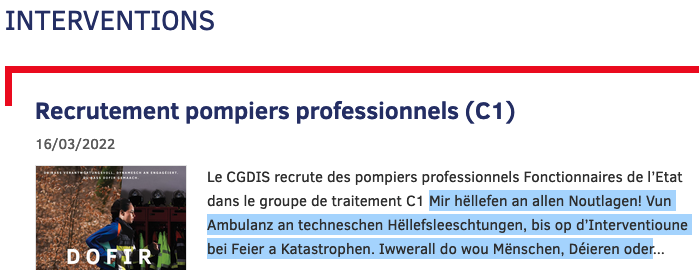 INTERVENTIONS
Recrutement pompiers professionnels (C1)
16/03/2022
Le CGDIS recrute des pompiers professionnels Fonctionnaires de l'Etat
dans le groupe de traitement C1 Mir hëllefen an allen Noutlagen! Vun
Ambulanz an techneschen Hëllefsleeschtungen, bis op d'Interventioune
bei Feier a Katastrophen. Iwwerall do wou Mënschen, Déieren oder...
DOFIR